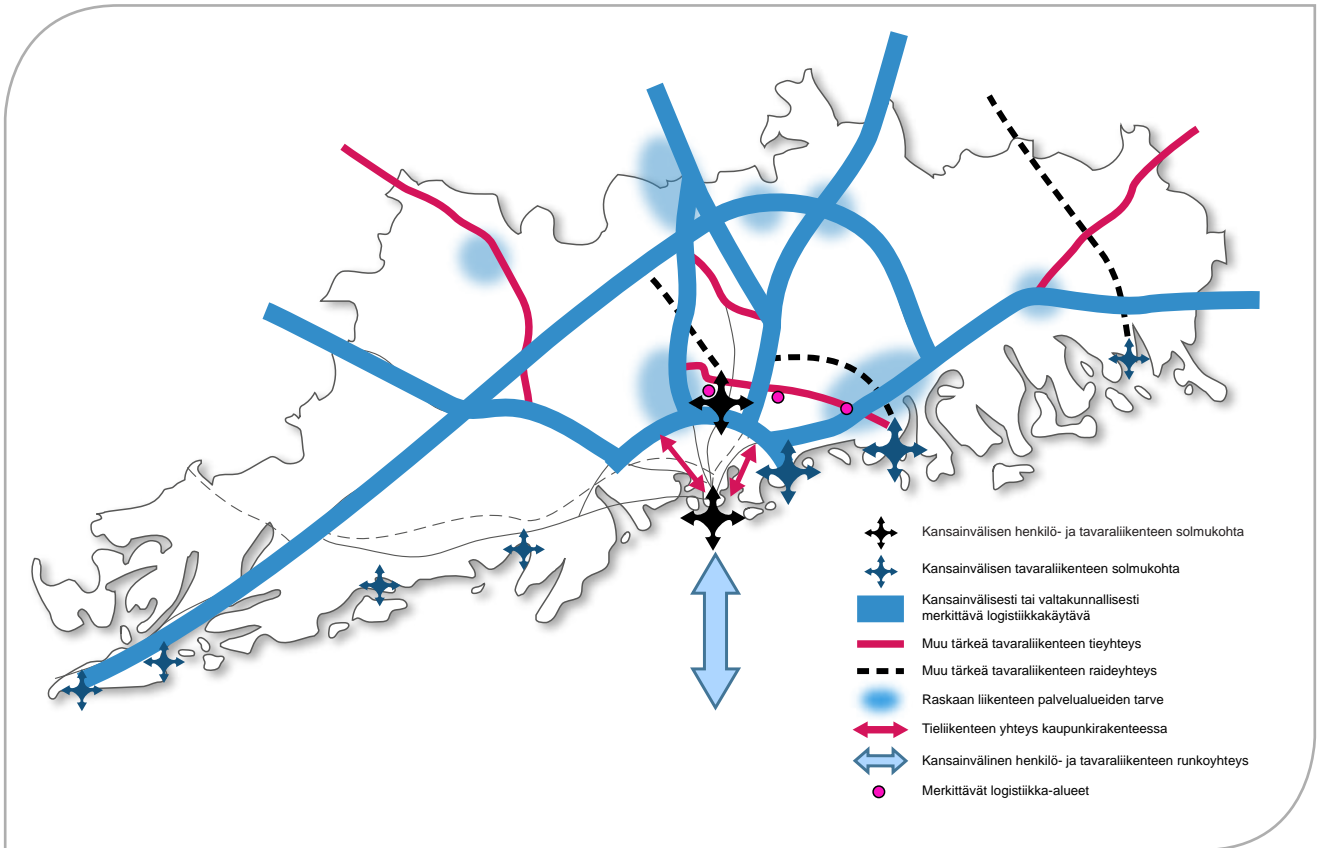 Kansainvälisen henkilö- ja tavaraliikenteen solmukohta
Kansainvälisen tavaraliikenteen solmukohta
Kansainvälisesti tai valtakunnallisesti
merkittävä logistiikkakäytävä
Muu tärkeä tavaraliikenteen tieyhteys
Muu tärkeä tavaraliikenteen raideyhteys
Raskaan liikenteen palvelualueiden tarve
Tieliikenteen yhteys kaupunkirakenteessa
Kansainvälinen henkilö- ja tavaraliikenteen runkoyhteys
Merkittävät logistiikka-alueet